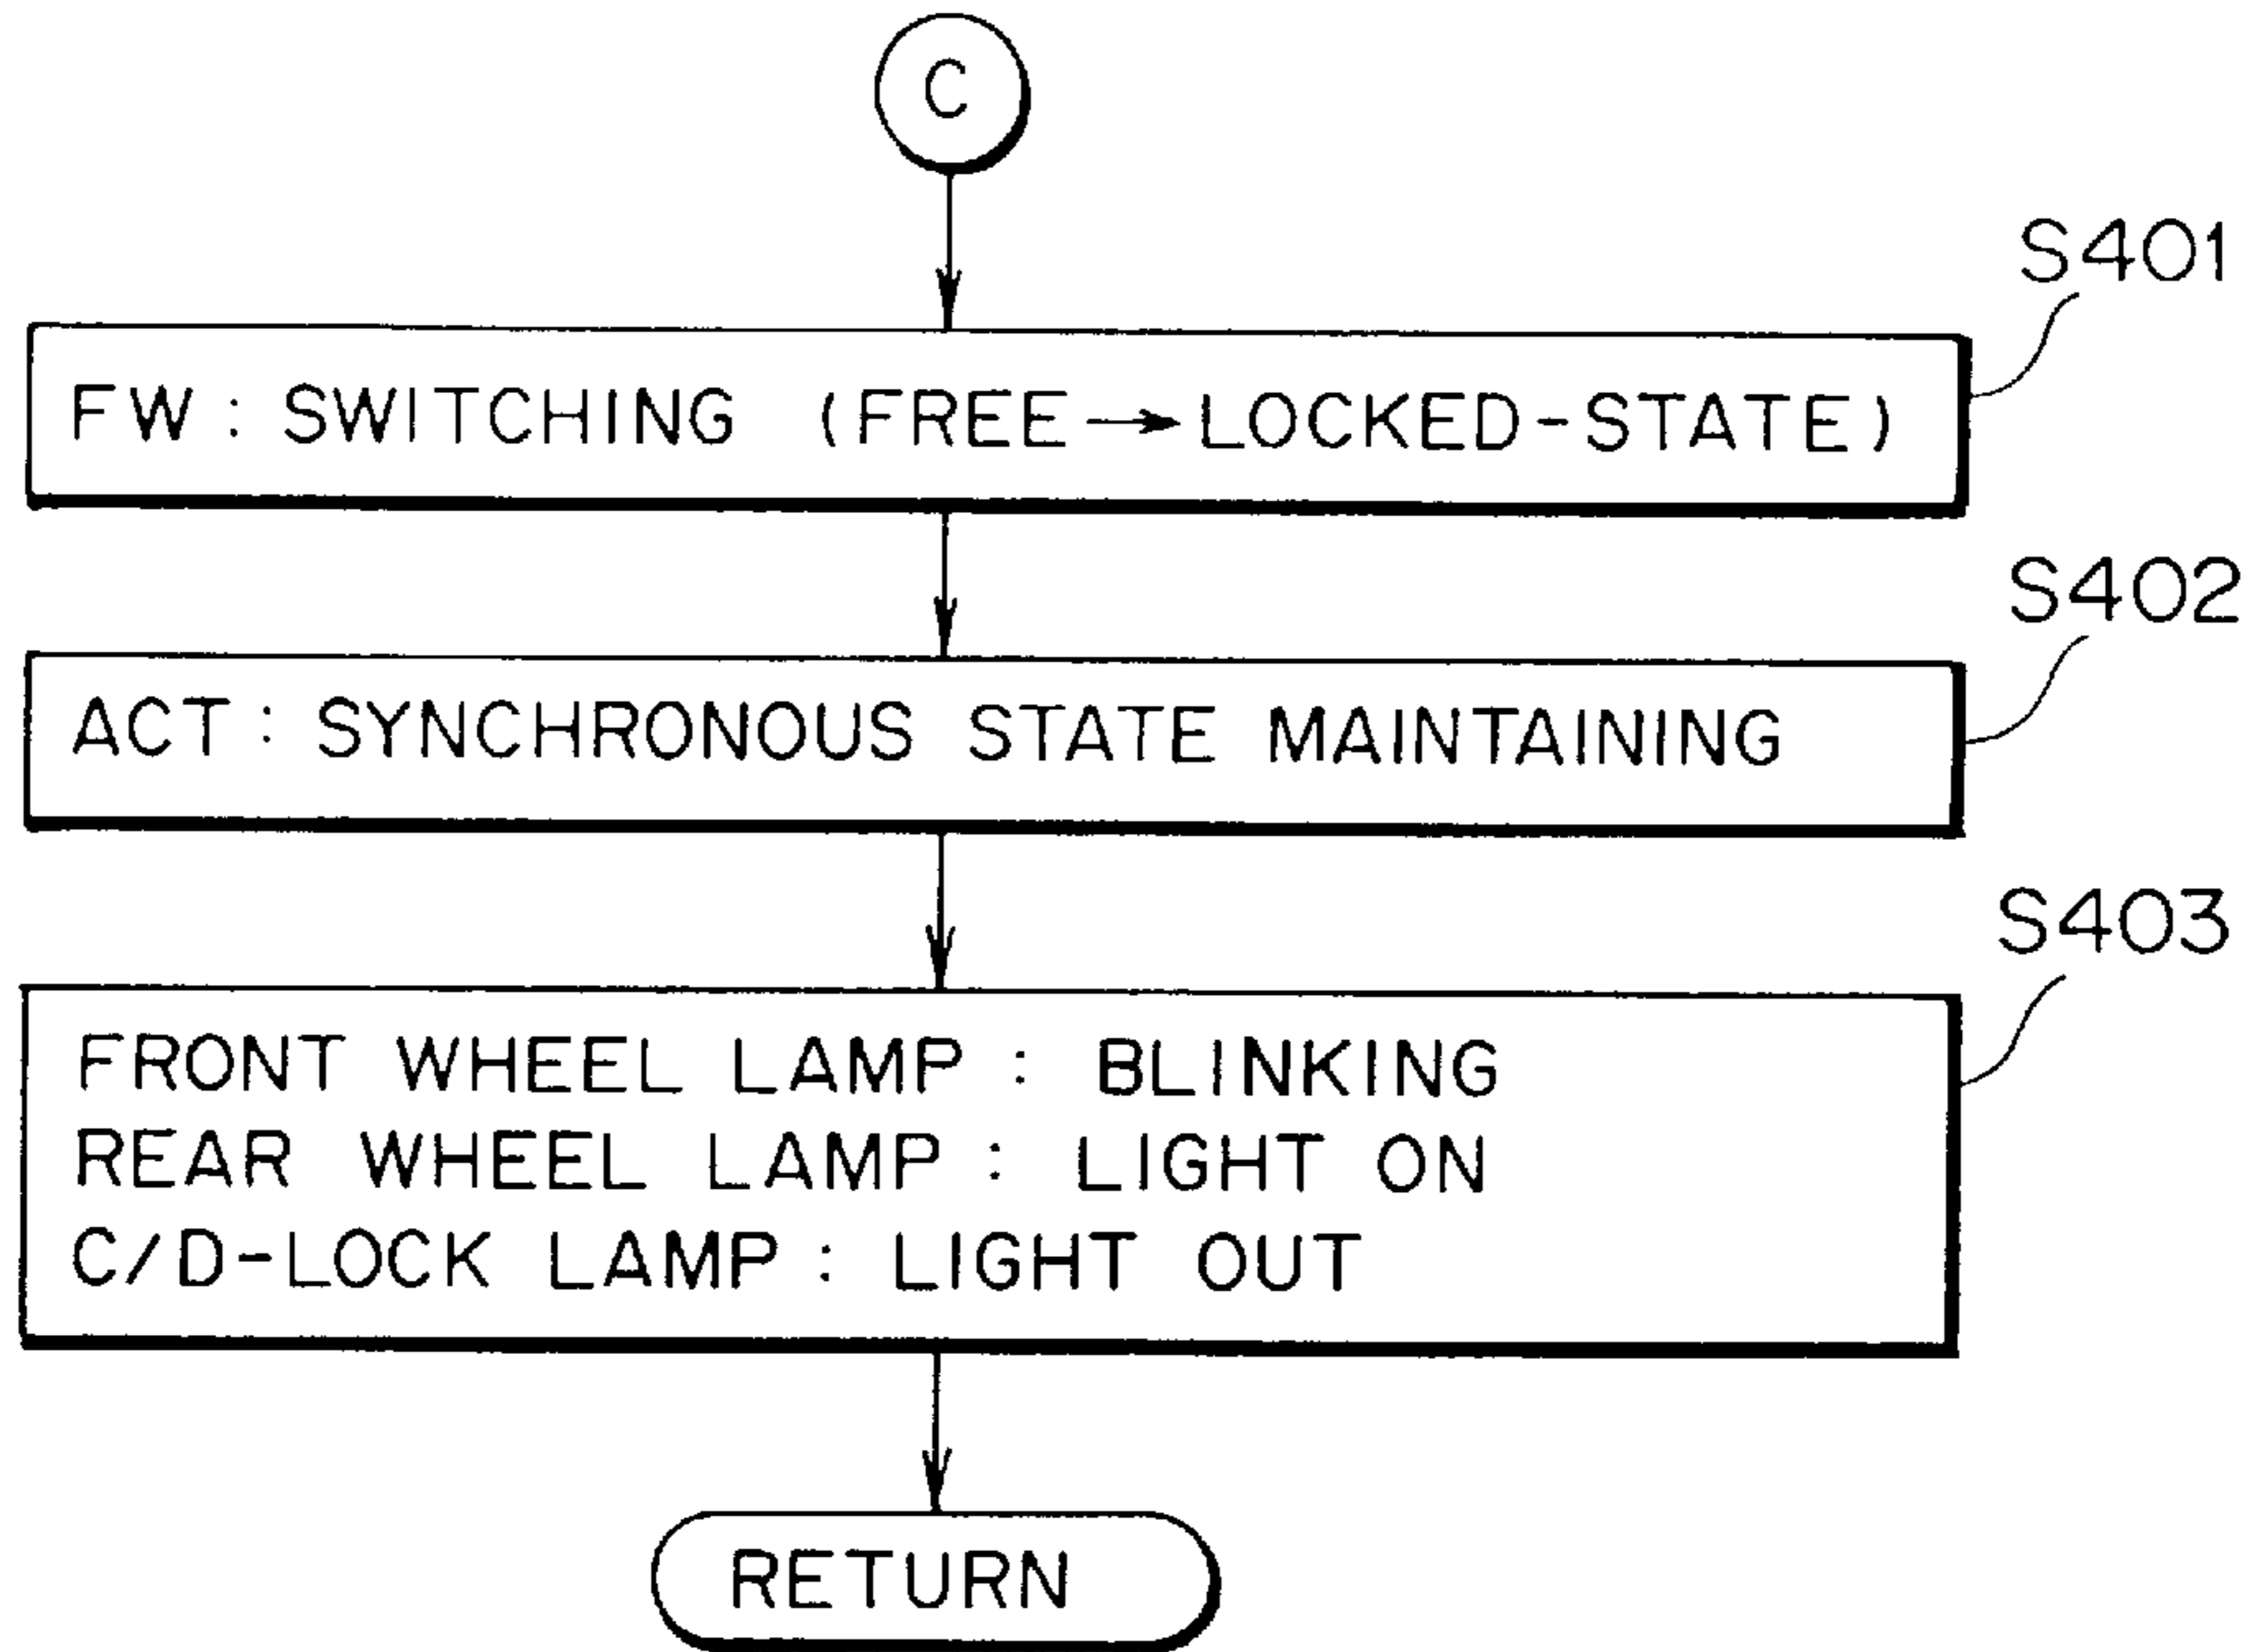 C
S401
FW : SWITCHING (FREE → LOCKED-STATE)
S402
ACT : SYNCHRONOUS STATE MAINTAINING
S403
FRONT WHEEL LAMP : BLINKING
REAR WHEEL LAMP : LIGHT ON
C/D-LOCK LAMP : LIGHT OUT
RETURN